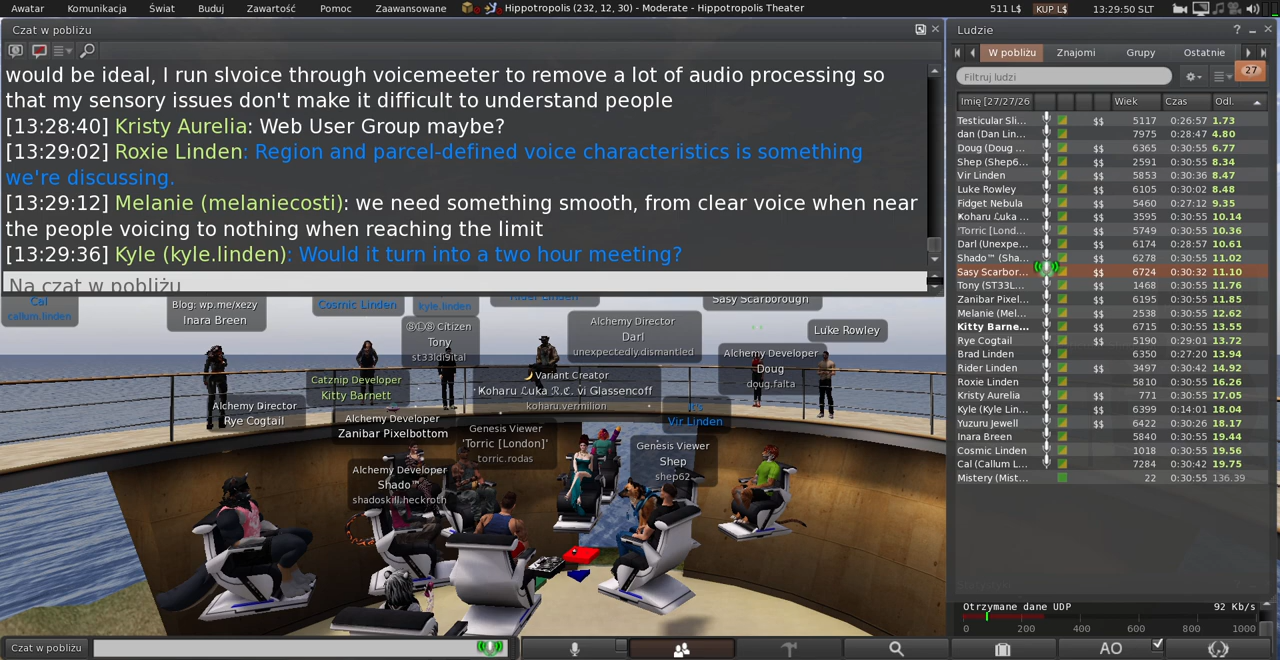 Awatar Komunikacja Świat Buduj Zawartość Pomoc Zaawansowane Hippotropolis (232, 12, 30) - Moderate - Hippotropolis Theater 511 L$ KUP L$ 13:29:50 SLT
Czat w pobliżu
would be ideal, I run slvoice through voicemeeter to remove a lot of audio processing so
that my sensory issues don't make it difficult to understand people
[13:28:40] Kristy Aurelia: Web User Group maybe?
[13:29:02] Roxie Linden: Region and parcel-defined voice characteristics is something
we're discussing.
[13:29:12] Melanie (melaniecosti): we need something smooth, from clear voice when near
the people voicing to nothing when reaching the limit
[13:29:36] Kyle (kyle.linden): Would it turn into a two hour meeting?
Na czat w pobliżu
Cal
callum.linden
Blog: wp.me/xezy
Inara Breen
Cosmic Linden
kyle.linden
Rider Linden
Sasy Scarborough
Citizen
Tony
st33ldi9ital
Alchemy Director
Darl
unexpectedly.dismantled
Luke Rowley
Alchemy Developer
Doug
doug.falta
Catznip Developer
Kitty Barnett
Variant Creator
koharu.vermilion
Alchemy Director
Rye Cogtail
Alchemy Developer
Zanibar Pixelbottom
Genesis Viewer
'Torric [London]'
torric.rodas
Vir Linden
Genesis Viewer
Shep
shep62
Alchemy Developer
Shado™
shadoskill.heckroth
Czat w pobliżu
Ludzie
W pobliżu Znajomi Grupy Ostatnie
Filtruj ludzi
27
Imię [27/27/26 Wiek Czas Odl.
Testicular Sli... $$ 5117 0:26:57 1.73
dan (Dan Lin... 7975 0:28:47 4.80
Doug (Doug ... $$ 6365 0:30:55 6.77
Shep (Shep6... $$ 2591 0:30:55 8.34
Vir Linden 5853 0:30:36 8.47
Luke Rowley $$ 6105 0:30:02 8.48
Fidget Nebula $$ 5460 0:27:12 9.35
Koharu Luka ... $$ 3595 0:30:55 10.14
'Torric [Lond... $$ 5749 0:30:55 10.36
Darl (Unexpe... $$ 6174 0:28:57 10.61
Shado™ (Sha... $$ 6278 0:30:55 11.02
Sasy Scarbor... $$ 6724 0:30:32 11.10
Tony (ST33L... $$ 1468 0:30:55 11.76
Zanibar Pixel... $$ 6195 0:30:55 11.85
Melanie (Mel... $$ 2538 0:30:55 12.62
Kitty Barne... $$ 6715 0:30:55 13.55
Rye Cogtail $$ 5190 0:29:01 13.72
Brad Linden 6350 0:27:20 13.94
Rider Linden $$ 3497 0:30:42 14.92
Roxie Linden 5810 0:30:55 16.26
Kristy Aurelia $$ 771 0:30:55 17.05
Kyle (Kyle Lin... $$ 6399 0:14:01 18.04
Yuzuru Jewell $$ 6422 0:30:26 18.17
Inara Breen 5840 0:30:55 19.44
Cosmic Linden 1018 0:30:55 19.56
Cal (Callum L... 7284 0:30:42 19.75
Mistery (Mist... 22 0:30:55 136.39
Otrzymane dane UDP 92 Kb/s
0 200 400 600 800 1000
AO